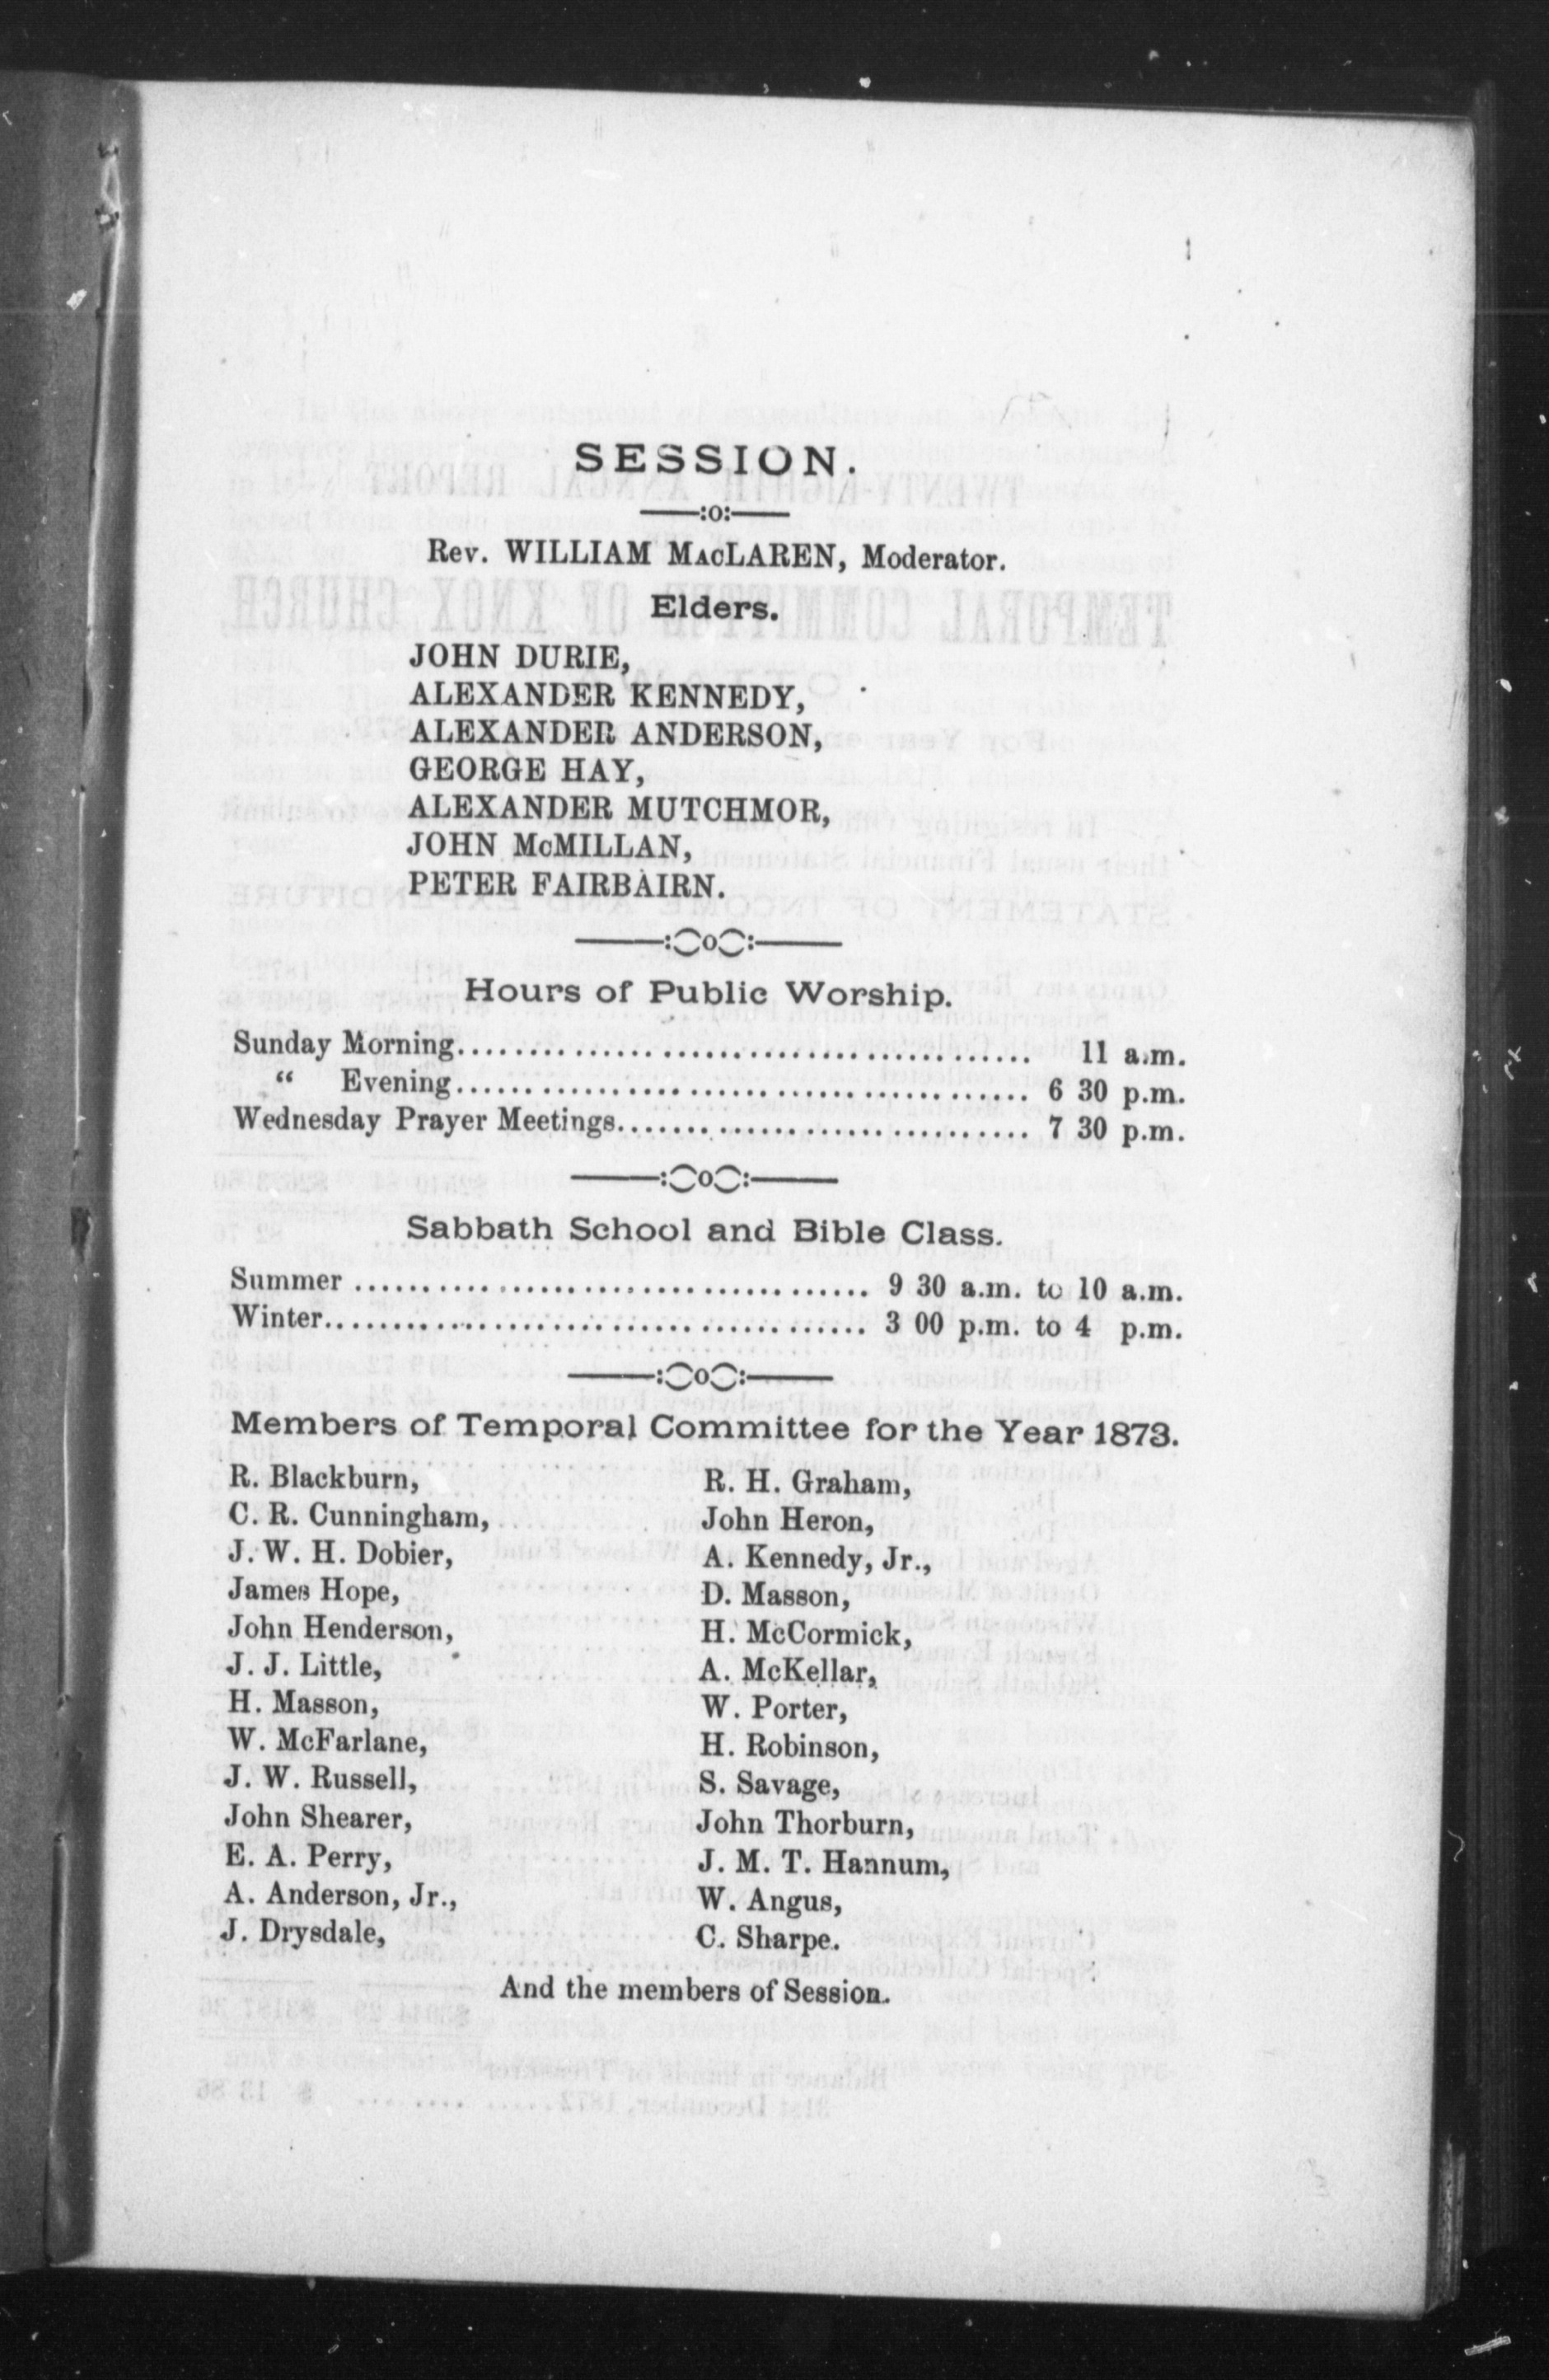 SESSION.
Rev. WILLIAM MacLAREN, Moderator.
Elders.
JOHN DURIE,
ALEXANDER KENNEDY,
ALEXANDER ANDERSON,
GEORGE HAY,
ALEXANDER MUTCHMOR,
JOHN McMILLAN,
PETER FAIRBAIRN.
Hours of Public Worship.
Sunday Morning........................................ 11 a.m.
“ Evening........................................ 6 30 p.m.
Wednesday Prayer Meetings............................ 7 30 p.m.
Sabbath School and Bible Class.
Summer .................................... 9 30 a.m. to 10 a.m.
Winter...................................... 3 00 p.m. to 4 p.m.
Members of Temporal Committee for the Year 1873.
R. Blackburn, R. H. Graham,
C. R. Cunningham, John Heron,
J. W. H. Dobier, A. Kennedy, Jr.,
James Hope, D. Masson,
John Henderson, H. McCormick,
J. J. Little, A. McKellar,
H. Masson, W. Porter,
W. McFarlane, H. Robinson,
J. W. Russell, S. Savage,
John Shearer, John Thorburn,
E. A. Perry, J. M. T. Hannum,
A. Anderson, Jr., W. Angus,
J. Drysdale, C. Sharpe.
And the members of Session.